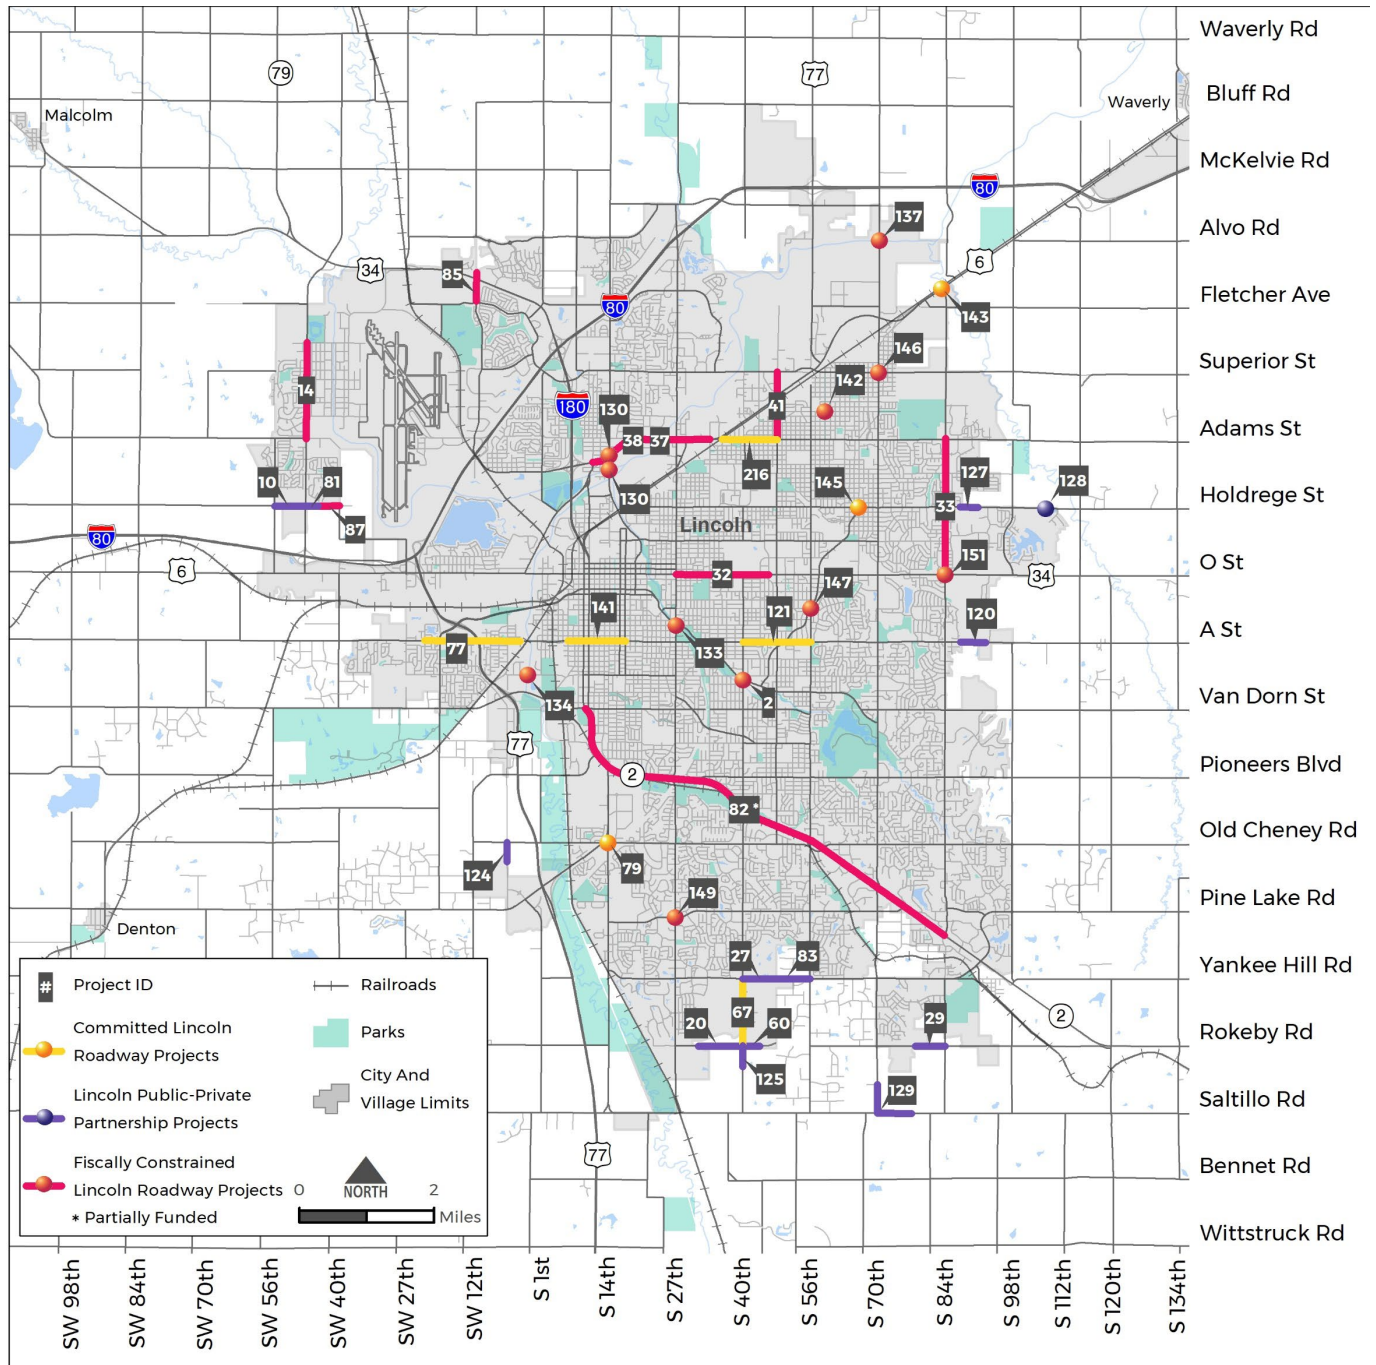 Waverly Rd
79
77
Bluff Rd
Waverly
Malcolm
McKelvie Rd
80
137
Alvo Rd
6
34
85
Fletcher Ave
80
143
146
Superior St
142
14
180
130
41
Adams St
38
37
216
145
127
128
Holdrege St
10
81
130
33
Lincoln
87
80
151
O St
6
34
32
147
141
121
120
A St
77
133
Van Dorn St
134
2
77
Pioneers Blvd
2
82 *
Old Cheney Rd
124
79
149
Pine Lake Rd
Denton
27
83
Yankee Hill Rd
# Project ID
Railroads
2
Committed Lincoln
Roadway Projects
Parks
67
20
60
29
Rokeby Rd
City And
Village Limits
125
Lincoln Public-Private
Partnership Projects
129
Saltillo Rd
77
Bennet Rd
Fiscally Constrained
Lincoln Roadway Projects
* Partially Funded
NORTH
0
2
Miles
Wittstruck Rd
SW 98th
SW 84th
SW 70th
SW 56th
SW 40th
SW 27th
SW 12th
S 1st
S 14th
S 27th
S 40th
S 56th
S 70th
S 84th
S 98th
S 112th
S 120th
S 134th